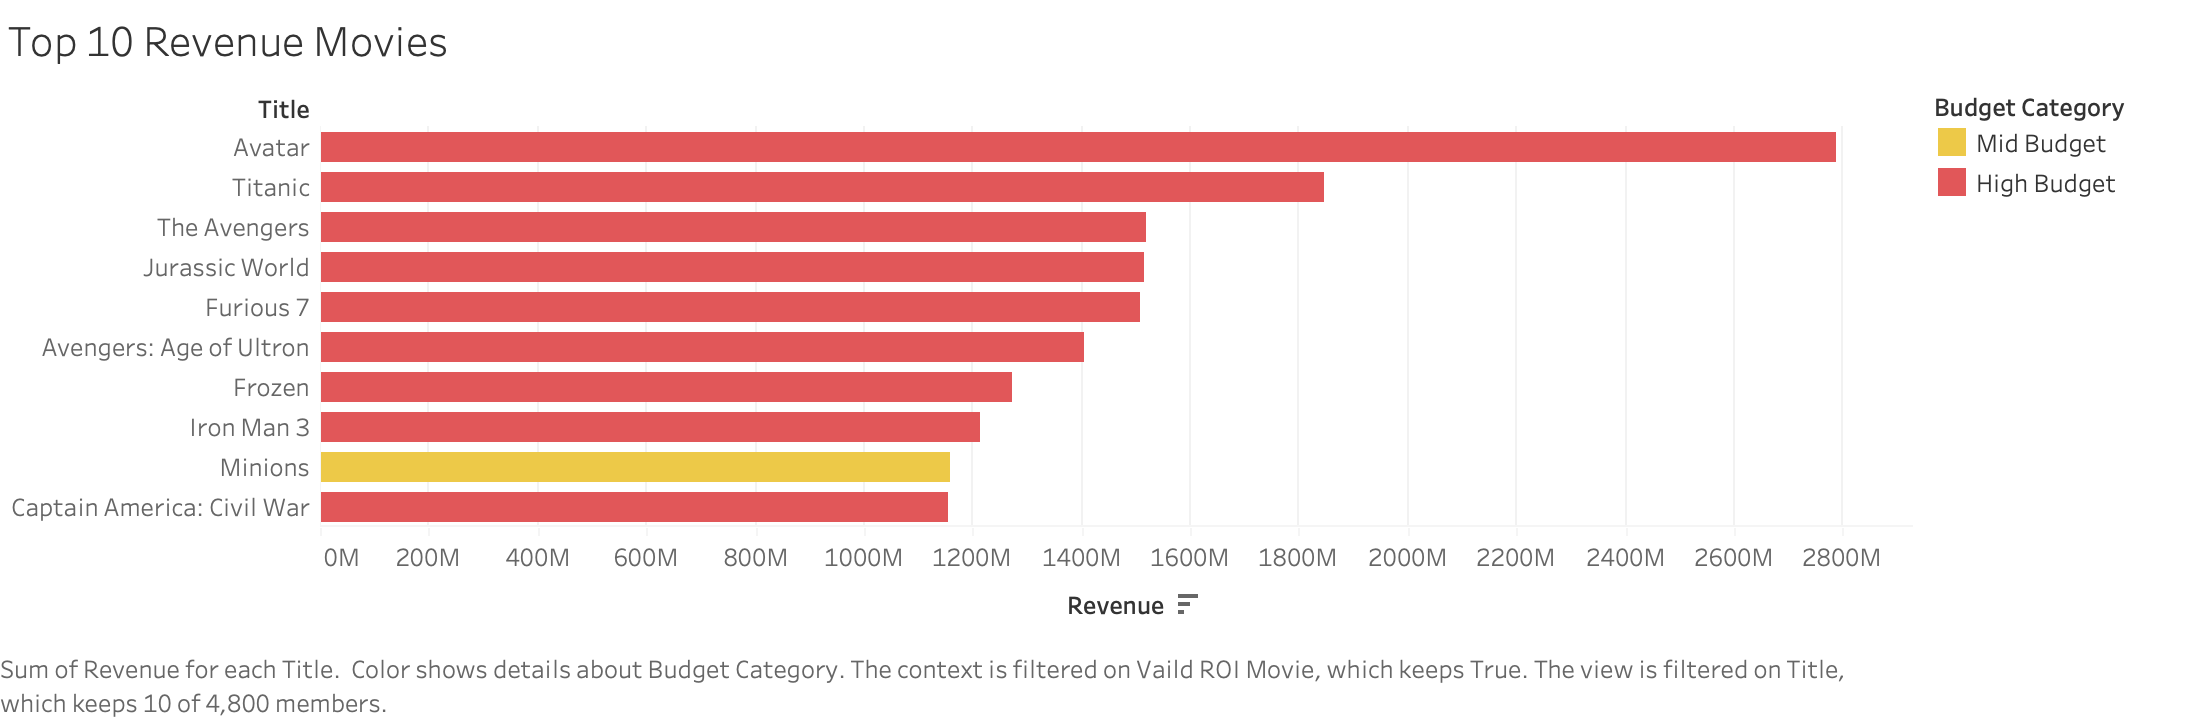 Top 10 Revenue Movies
Title
Avatar
Titanic
The Avengers
Jurassic World
Furious 7
Avengers: Age of Ultron
Frozen
Iron Man 3
Minions
Captain America: Civil War
0M 200M 400M 600M 800M 1000M 1200M 1400M 1600M 1800M 2000M 2200M 2400M 2600M 2800M
Revenue
Budget Category
Mid Budget
High Budget
Sum of Revenue for each Title. Color shows details about Budget Category. The context is filtered on Vaild ROI Movie, which keeps True. The view is filtered on Title,
which keeps 10 of 4,800 members.